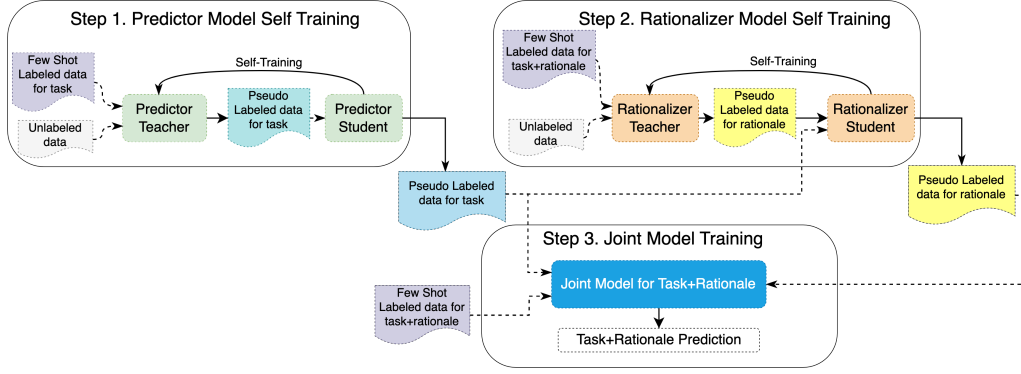 Step 1. Predictor Model Self Training
Few Shot
Labeled data
for task
Unlabeled
data
Self-Training
Predictor
Teacher
Pseudo
Labeled data
for task
Predictor
Student
Pseudo Labeled
data for task
Step 2. Rationalizer Model Self Training
Few Shot
Labeled data for
task+rationale
Unlabeled
data
Self-Training
Rationalizer
Teacher
Pseudo
Labeled data
for rationale
Rationalizer
Student
Pseudo Labeled
data for rationale
Step 3. Joint Model Training
Few Shot
Labeled data for
task+rationale
Joint Model for Task+Rationale
Task+Rationale Prediction